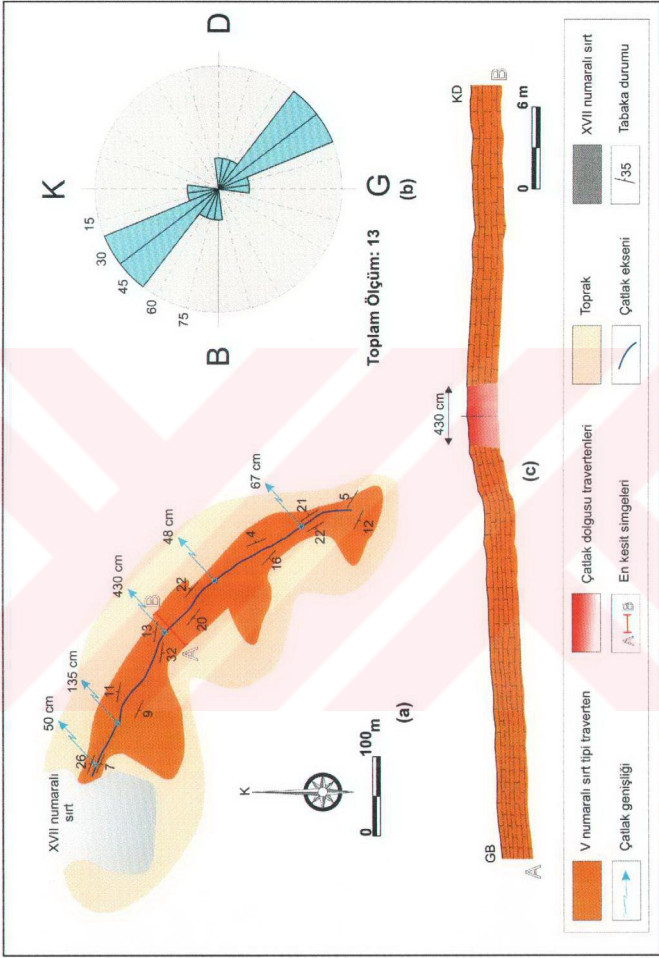 XVII numaralı
sırt
50 cm
135 cm
430 cm
48 cm
67 cm
26
7
11
9
13
32
B
A
22
20
4
16
21
22
5
12
K
0
100 m
(a)
K
15
30
45
60
75
B
D
G
(b)
Toplam Ölçüm: 13
GB
A
430 cm
KD
B
0
6 m
(c)
V numaralı sırt tipi traverten
Çatlak dolgusu travertenleri
Toprak
XVII numaralı sırt
Çatlak genişliği
A B
En kesit simgeleri
Çatlak ekseni
35
Tabaka durumu